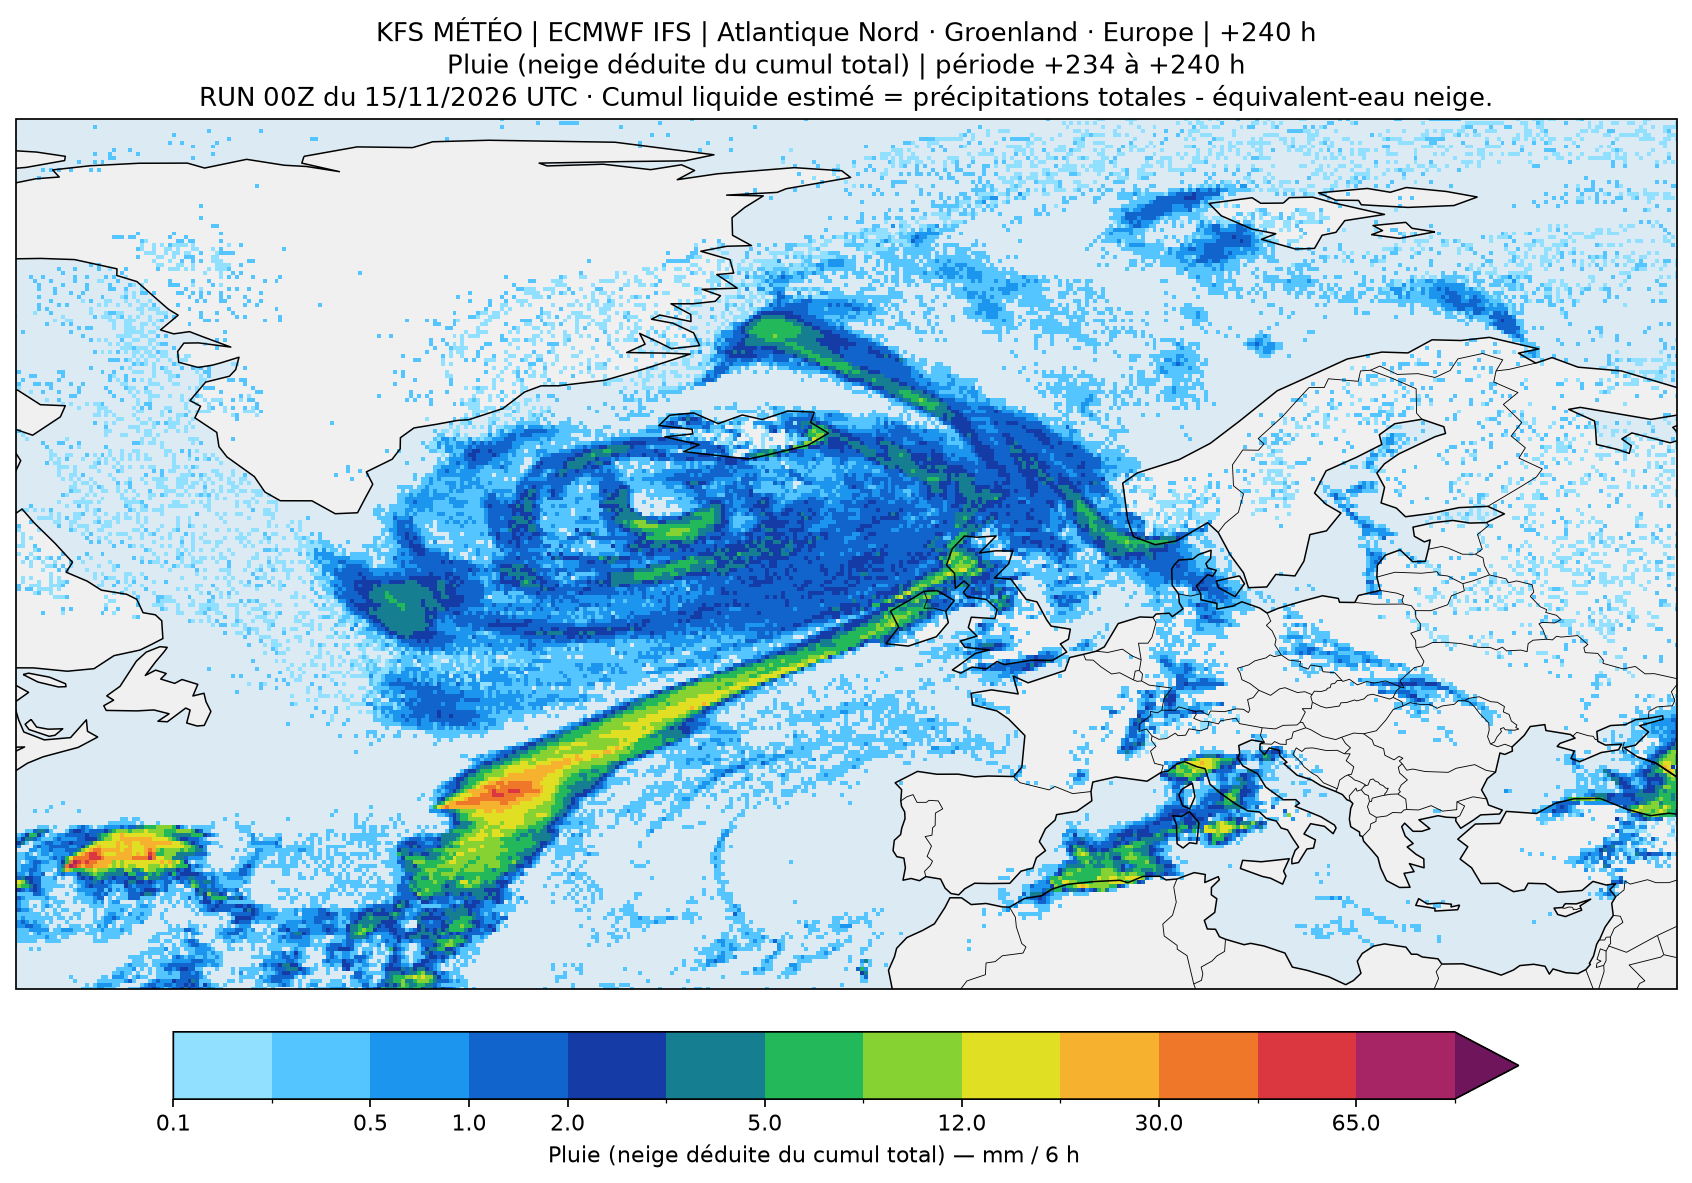 KFS MÉTÉO | ECMWF IFS | Atlantique Nord · Groenland · Europe | +240 h
Pluie (neige déduite du cumul total) | période +234 à +240 h
RUN 00Z du 15/11/2026 UTC · Cumul liquide estimé = précipitations totales - équivalent-eau neige.
0.1 0.5 1.0 2.0 5.0 12.0 30.0 65.0
Pluie (neige déduite du cumul total) — mm / 6 h